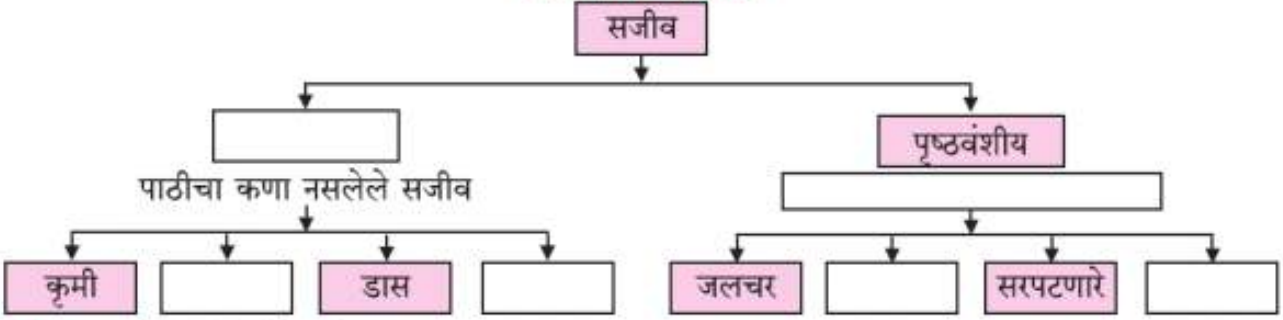 सजीव
पृष्ठवंशीय
पाठीचा कणा नसलेले सजीव
कृमी
डास
जलचर
सरपटणारे